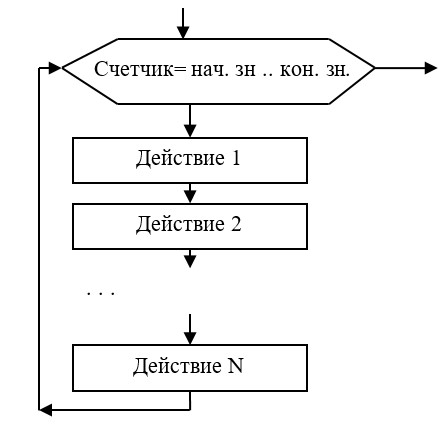 Счетчик= нач. зн .. кон. зн.
Действие 1
Действие 2
. . .
Действие N